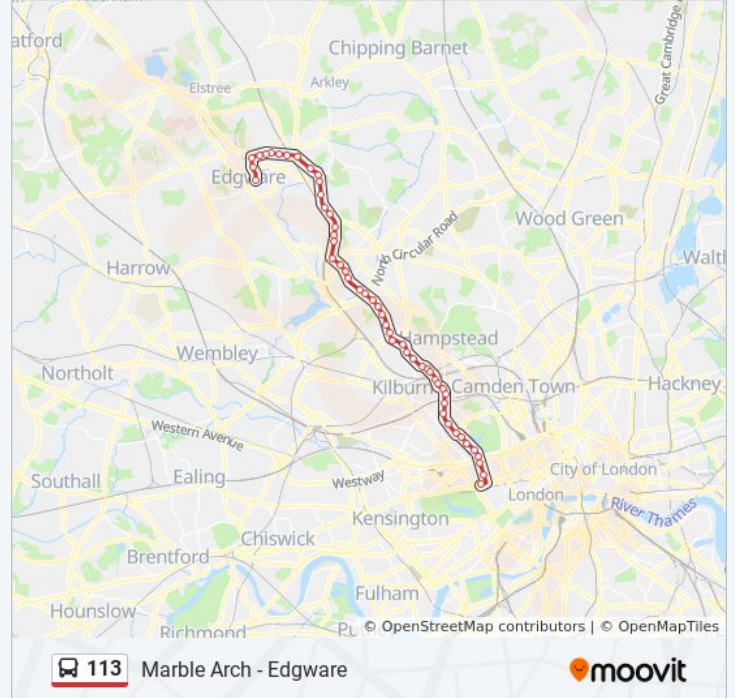 atford
Chipping Barnet
Great Cambridge
Elstree
Arkley
Edgware
Wood Green
North Circular Road
Walt
Harrow
Hampstead
Wembley
Northolt
Kilburn
Camden Town
Hackney
Western Avenue
City of London
Southall
Ealing
Westway
London
River Thames
Kensington
Chiswick
Brentford
Fulham
Hounslow
© OpenStreetMap contributors | © OpenMapTiles
Richmond
113 Marble Arch - Edgware
moovit